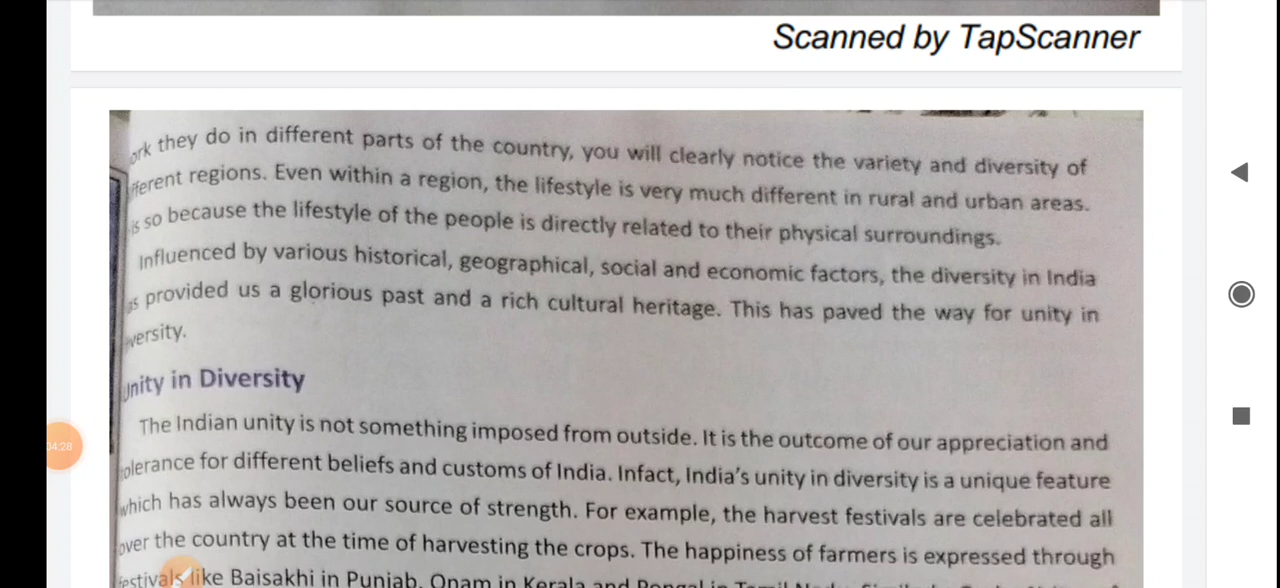 Scanned by TapScanner
ork they do in different parts of the country, you will clearly notice the variety and diversity of
fferent regions. Even within a region, the lifestyle is very much different in rural and urban areas.
is so because the lifestyle of the people is directly related to their physical surroundings.
Influenced by various historical, geographical, social and economic factors, the diversity in India
as provided us a glorious past and a rich cultural heritage. This has paved the way for unity in
versity.
Unity in Diversity
The Indian unity is not something imposed from outside. It is the outcome of our appreciation and
tolerance for different beliefs and customs of India. Infact, India's unity in diversity is a unique feature
which has always been our source of strength. For example, the harvest festivals are celebrated all
over the country at the time of harvesting the crops. The happiness of farmers is expressed through
04:28
festivals like Baisakhi in Punjab, Onam in Kerala and Pongal in Tamil